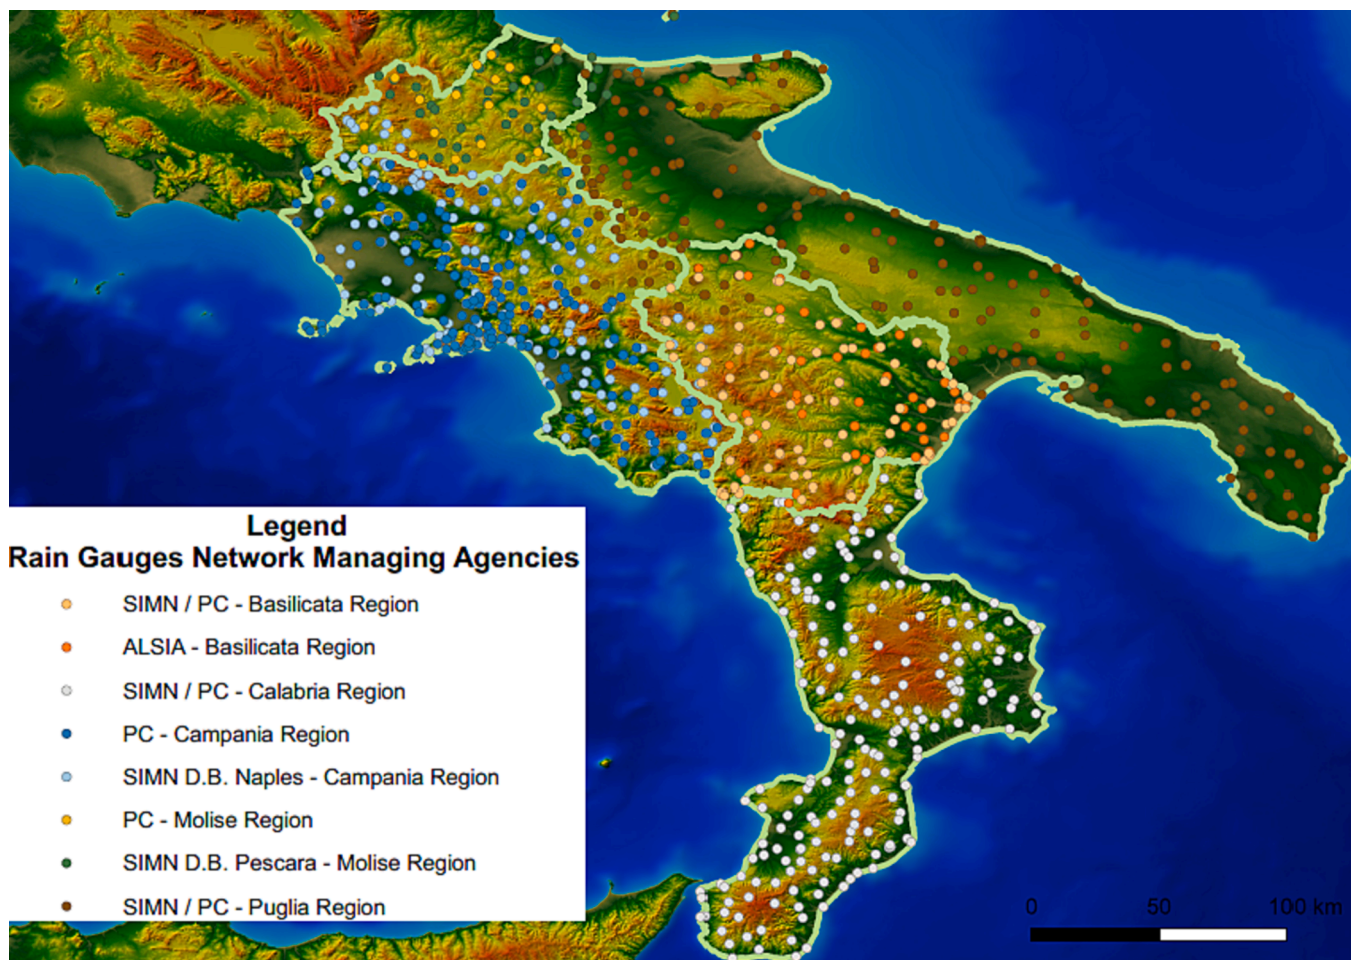 Legend
Rain Gauges Network Managing Agencies
SIMN / PC - Basilicata Region
ALSIA - Basilicata Region
SIMN / PC - Calabria Region
PC - Campania Region
SIMN D.B. Naples - Campania Region
PC - Molise Region
SIMN D.B. Pescara - Molise Region
SIMN / PC - Puglia Region
0 50 100 km